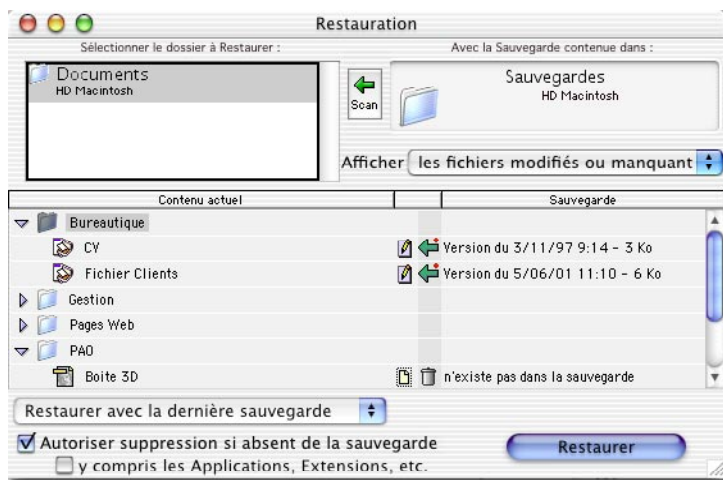 Restauration
Sélectionner le dossier à Restaurer :
Avec la Sauvegarde contenue dans :
Documents
HD Macintosh
Scan
Sauvegardes
HD Macintosh
Afficher les fichiers modifiés ou manquant
Contenu actuel Sauvegarde
Bureautique
CY Version du 3/11/97 9:14 - 3 Ko
Fichier Clients Version du 5/06/01 11:10 - 6 Ko
Gestion
Pages Web
PAO
Boite 3D n'existe pas dans la sauvegarde
Restaurer avec la dernière sauvegarde
Autoriser suppression si absent de la sauvegarde
Restaurer
y compris les Applications, Extensions, etc.